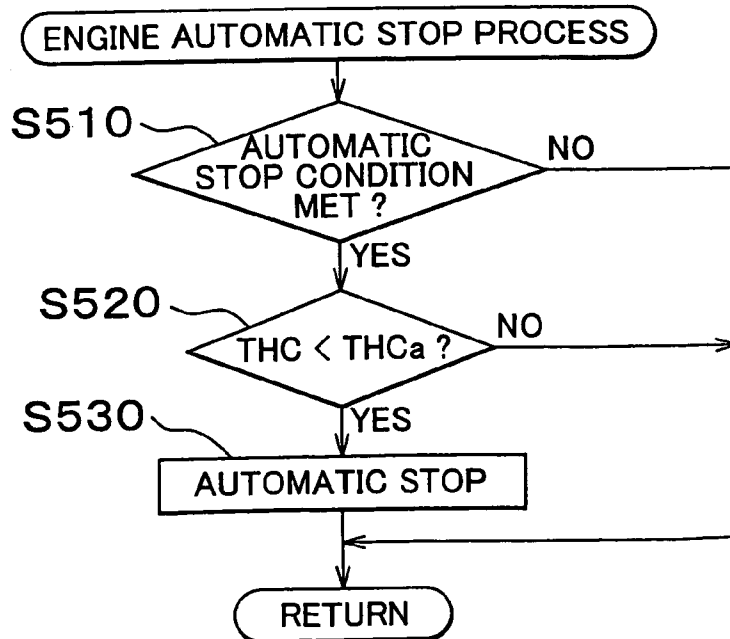 ENGINE AUTOMATIC STOP PROCESS
S510
AUTOMATIC
STOP CONDITION
MET ?
NO
YES
S520
THC < THCa ?
NO
YES
S530
AUTOMATIC STOP
RETURN